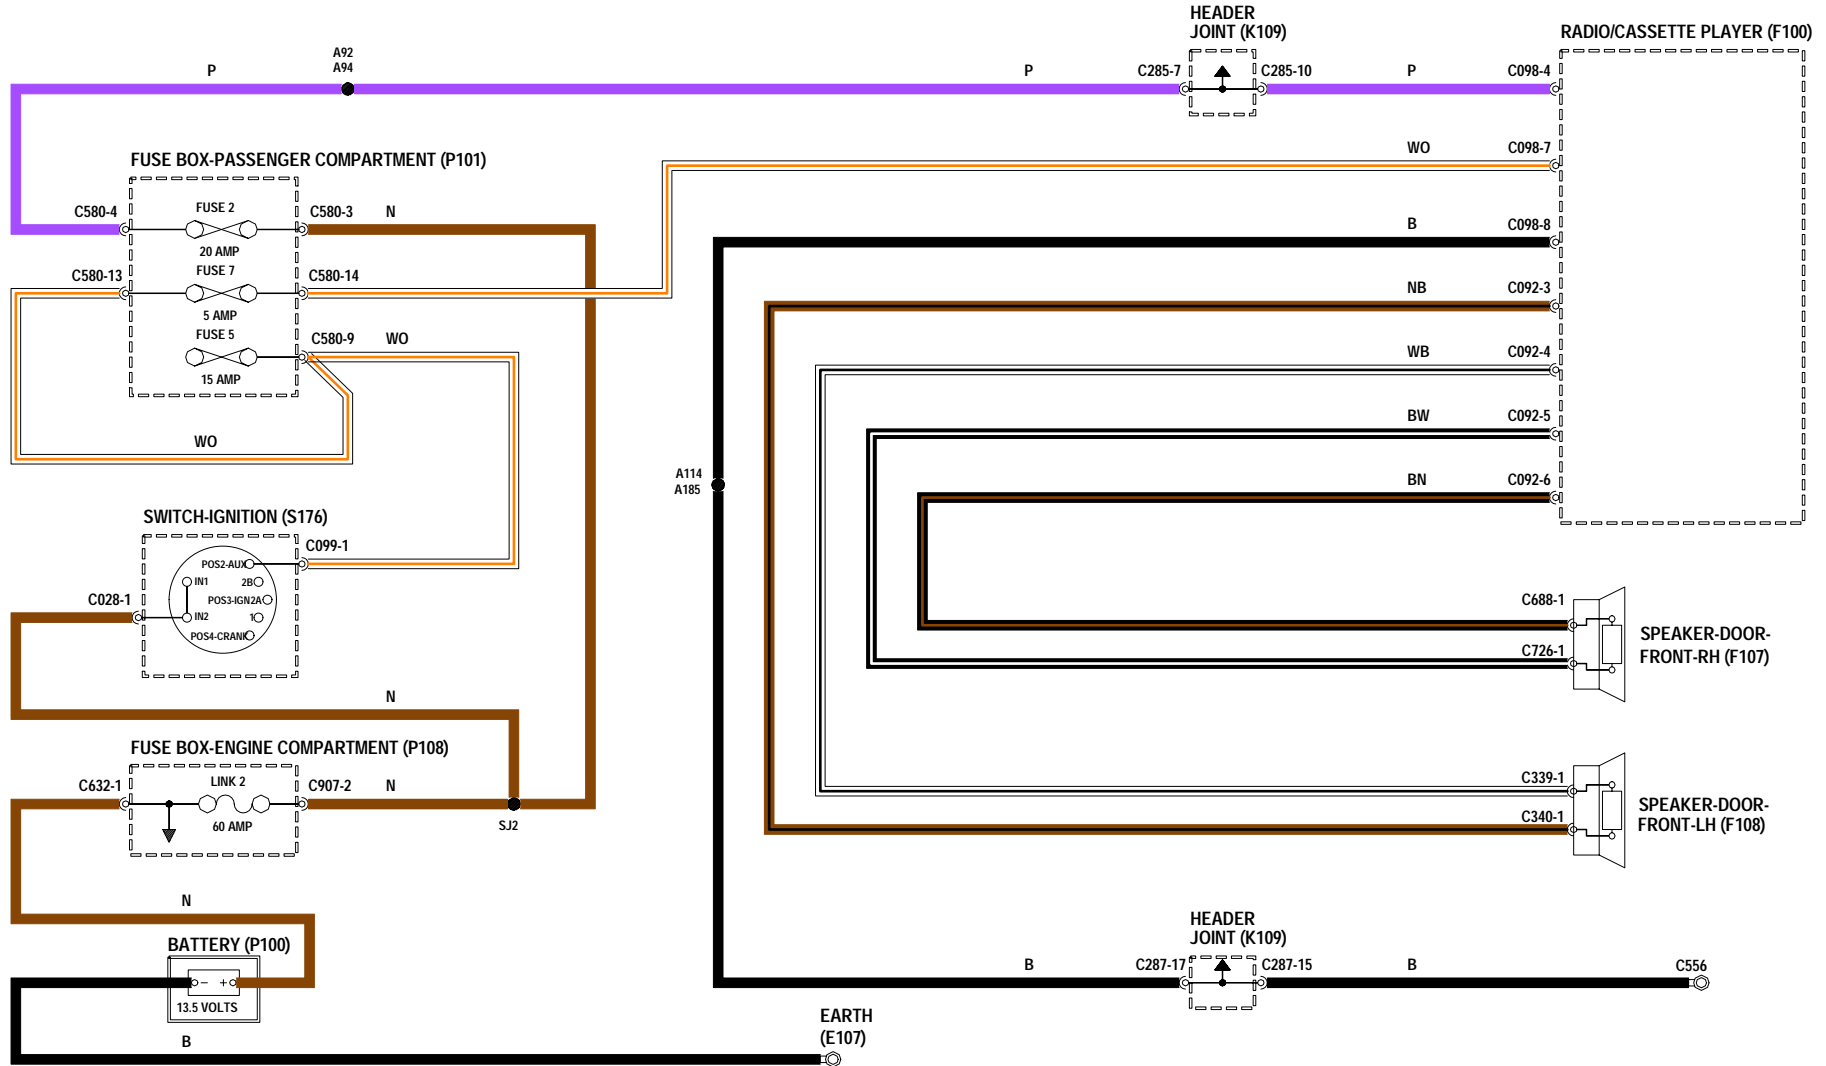 HEADER
JOINT (K109)
RADIO/CASSETTE PLAYER (F100)
A92
A94
P
P
C285-7
C285-10
P
C098-4
FUSE BOX-PASSENGER COMPARTMENT (P101)
WO
C098-7
C580-4
FUSE 2
C580-3
N
20 AMP
B
C098-8
C580-13
FUSE 7
C580-14
5 AMP
NB
C092-3
FUSE 5
C580-9
WO
15 AMP
WB
C092-4
WO
BW
C092-5
A114
A185
BN
C092-6
SWITCH-IGNITION (S176)
C099-1
POS2-AUX
IN1
2B
C028-1
POS3-IGN2A
IN2
1
POS4-CRANK
C688-1
SPEAKER-DOOR-
FRONT-RH (F107)
C726-1
N
FUSE BOX-ENGINE COMPARTMENT (P108)
C632-1
LINK 2
C907-2
N
60 AMP
SJ2
C339-1
SPEAKER-DOOR-
FRONT-LH (F108)
C340-1
N
BATTERY (P100)
- +
13.5 VOLTS
B
HEADER
JOINT (K109)
B
C287-17
C287-15
B
C556
EARTH
(E107)